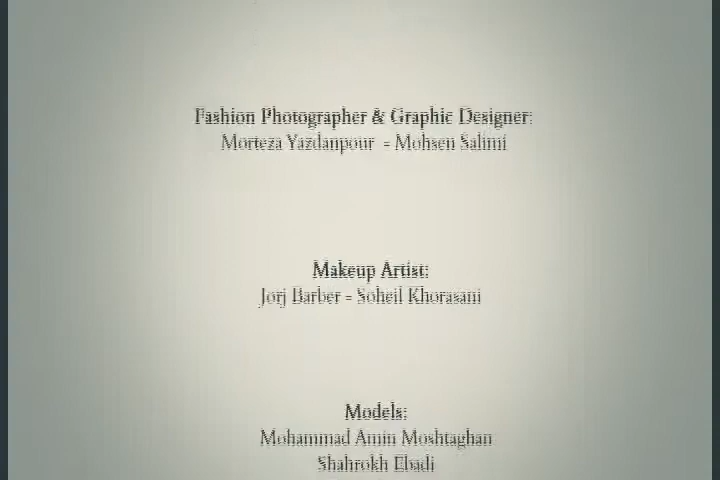 Fashion Photographer & Graphic Designer:
Morteza Yazdanpour = Mohsen Salimi
Makeup Artist:
Jorj Barber = Soheil Khorasani
Models:
Mohammad Amin Moshtaghan
Shahrokh Ebadi